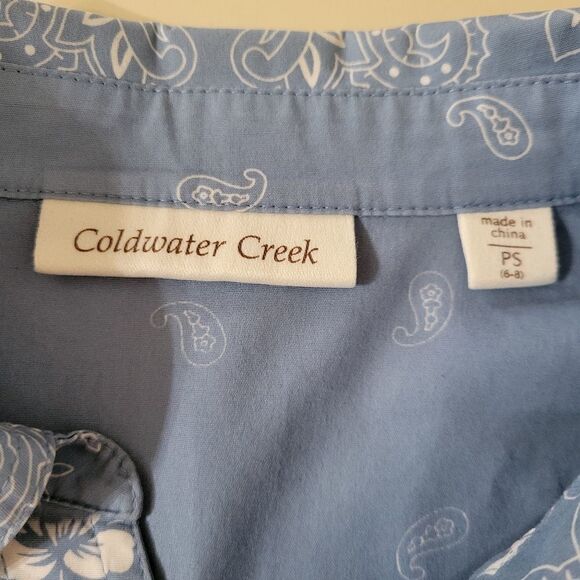 Coldwater Creek
made in
china
PS
(6-8)